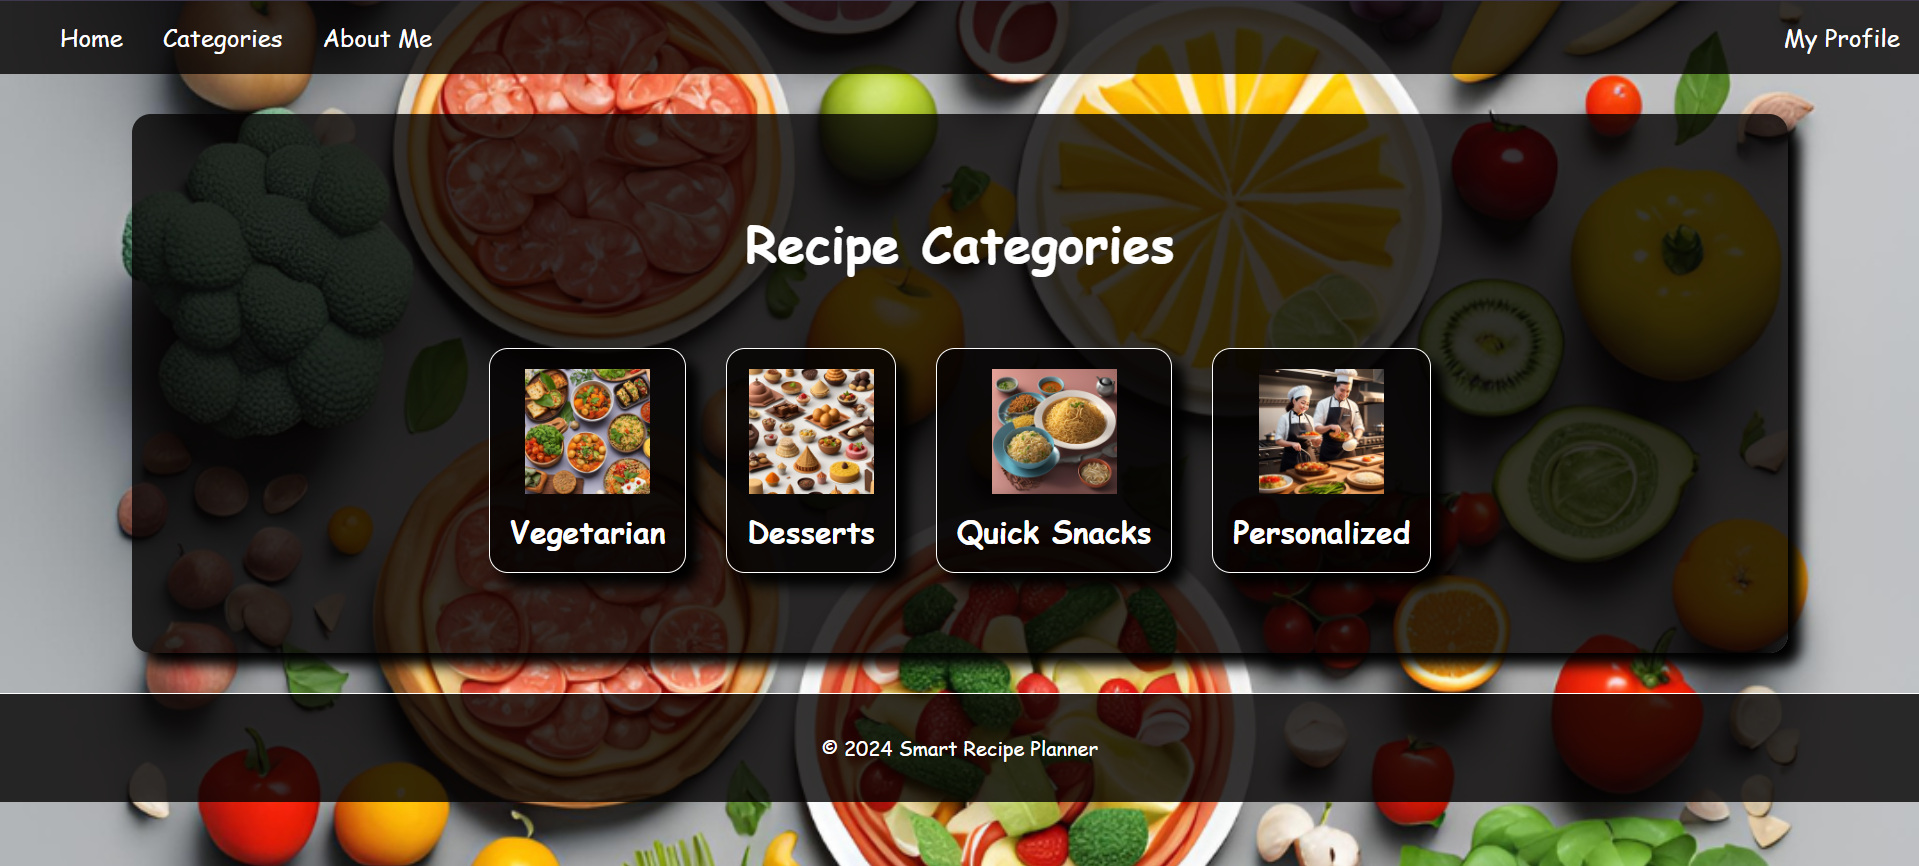 Home Categories About Me My Profile
Recipe Categories
Vegetarian Desserts Quick Snacks Personalized
© 2024 Smart Recipe Planner